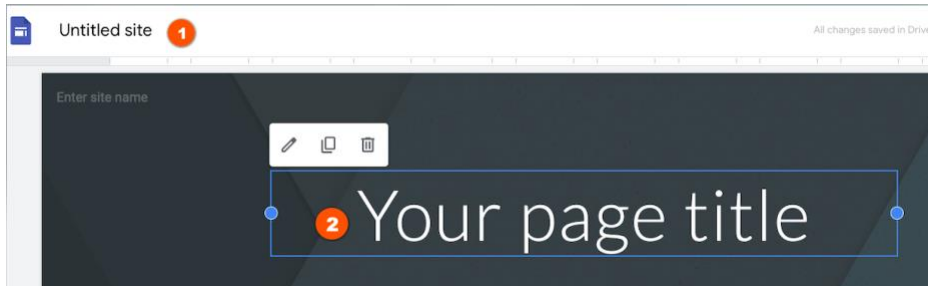 Untitled site 1
All changes saved in Drive
Enter site name
2 Your page title